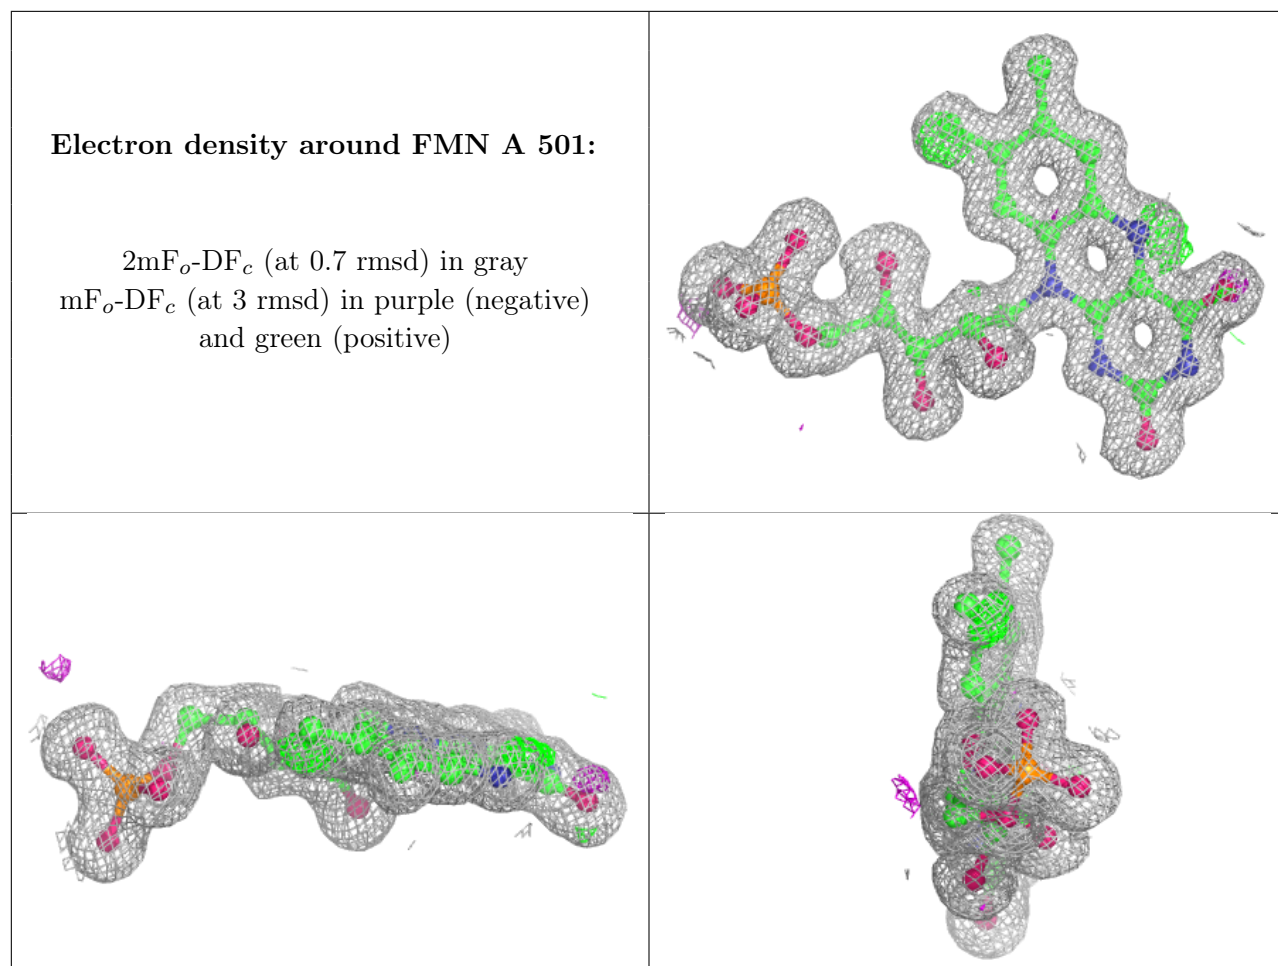 Electron density around FMN A 501:
2mFo-DFc (at 0.7 rmsd) in gray
mFo-DFc (at 3 rmsd) in purple (negative)
and green (positive)